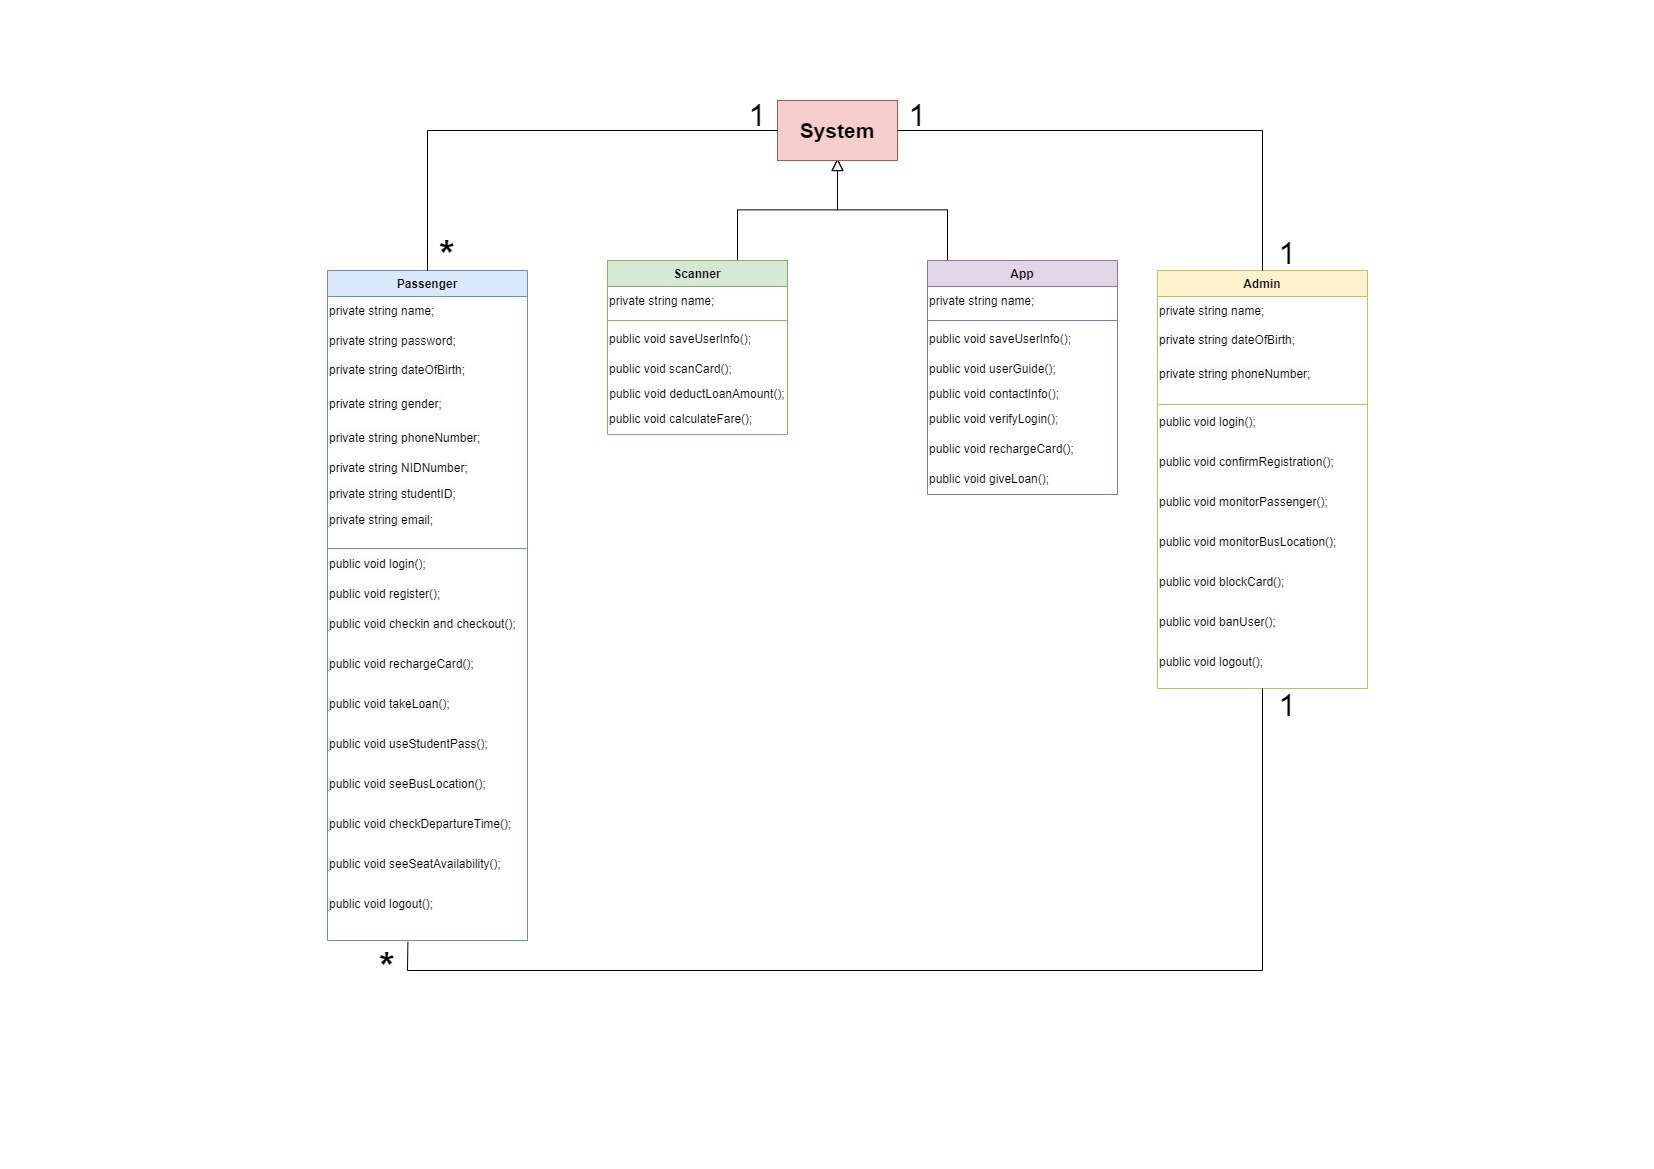 1
System
1
*
1
Passenger
private string name;
private string password;
private string dateOfBirth;
private string gender;
private string phoneNumber;
private string NIDNumber;
private string studentID;
private string email;
public void login();
public void register();
public void checkin and checkout();
public void rechargeCard();
public void takeLoan();
public void useStudentPass();
public void seeBusLocation();
public void checkDepartureTime();
public void seeSeatAvailability();
public void logout();
*
Scanner
private string name;
public void saveUserInfo();
public void scanCard();
public void deductLoanAmount();
public void calculateFare();
App
private string name;
public void saveUserInfo();
public void userGuide();
public void contactInfo();
public void verifyLogin();
public void rechargeCard();
public void giveLoan();
Admin
private string name;
private string dateOfBirth;
private string phoneNumber;
public void login();
public void confirmRegistration();
public void monitorPassenger();
public void monitorBusLocation();
public void blockCard();
public void banUser();
public void logout();
1